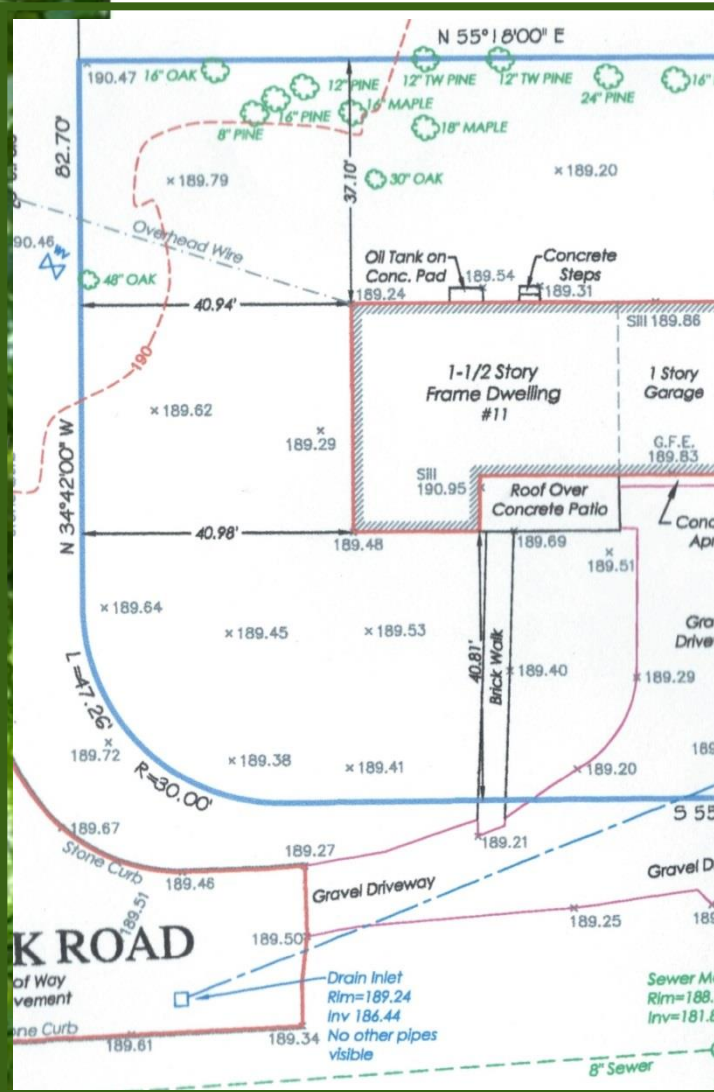 N 55°18'00" E
190.47
16" OAK
12" PINE
12" TW PINE
12" TW PINE
24" PINE
16"
16" PINE
16" MAPLE
8" PINE
18" MAPLE
82.70'
37.10'
189.79
30" OAK
189.20
90.46
Overhead Wire
48" OAK
Oil Tank on
Conc. Pad
189.54
Concrete
Steps
189.31
40.94'
189.24
Sill 189.86
190
1-1/2 Story
Frame Dwelling
#11
1 Story
Garage
189.62
189.29
G.F.E.
189.83
N 34°42'00" W
Sill
190.95
Roof Over
Concrete Patio
40.98'
189.48
189.69
189.51
189.64
189.45
189.53
40.81'
Brick Walk
189.40
189.29
L=47.26'
R=30.00'
189.72
189.38
189.41
189.20
S 55
189.67
Stone Curb
189.27
189.21
189.46
189.51
Gravel Driveway
Gravel D
189.50
189.25
K ROAD
of Way
vement
Drain Inlet
Rim=189.24
Inv 186.44
No other pipes
visible
Sewer M
Rim=188.
Inv=181.8
one Curb
189.61
189.34
8" Sewer